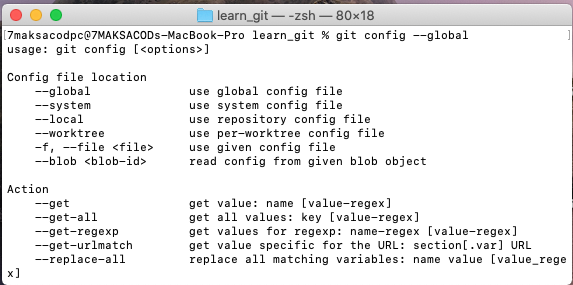 learn_git — -zsh — 80×18
[7maksacodpc@7MAKSACODs-MacBook-Pro learn_git % git config --global ]
usage: git config [<options>]
Config file location
--global use global config file
--system use system config file
--local use repository config file
--worktree use per-worktree config file
-f, --file <file> use given config file
--blob <blob-id> read config from given blob object
Action
--get get value: name [value-regex]
--get-all get all values: key [value-regex]
--get-regexp get values for regexp: name-regex [value-regex]
--get-urlmatch get value specific for the URL: section[.var] URL
--replace-all replace all matching variables: name value [value_rege
x]